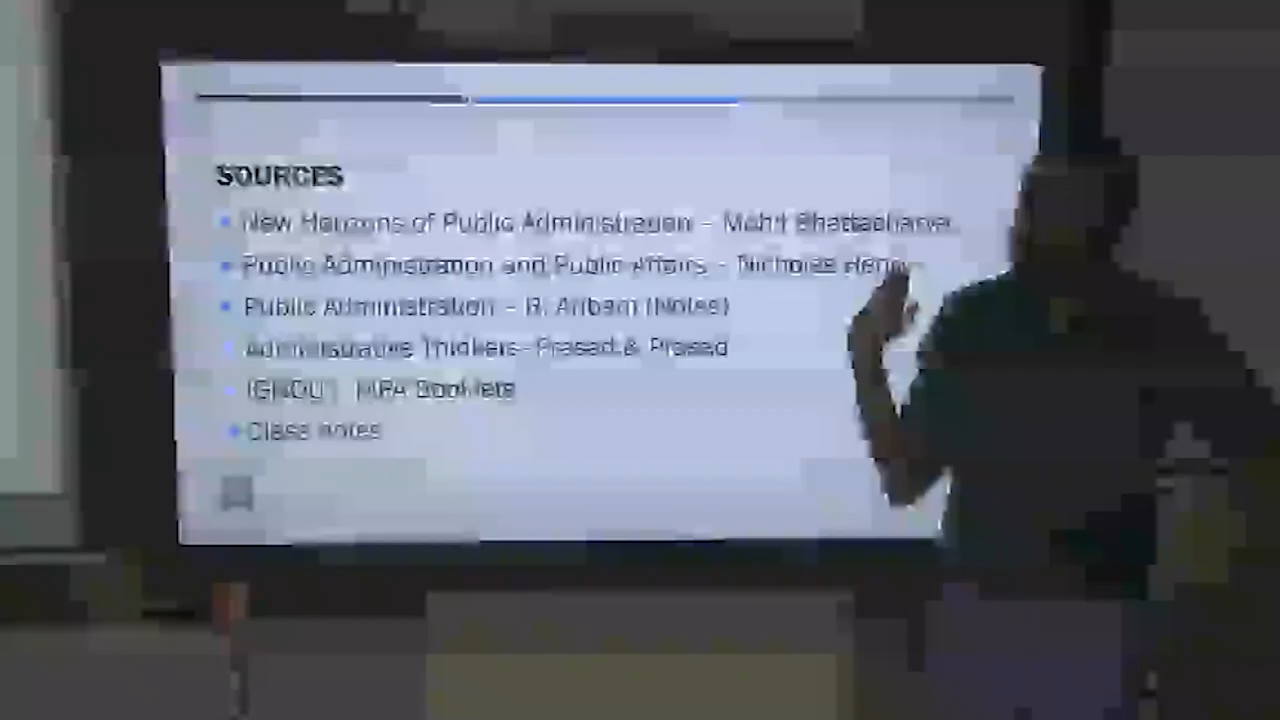 SOURCES
New Horizons of Public Administration - Mohit Bhattacharya
Public Administration and Public Affairs - Nicholas Henry
Public Administration - R. (Notes)
Administrative Thinkers- Prasad & Prasad
IGNOU MPA Booklets
Class notes